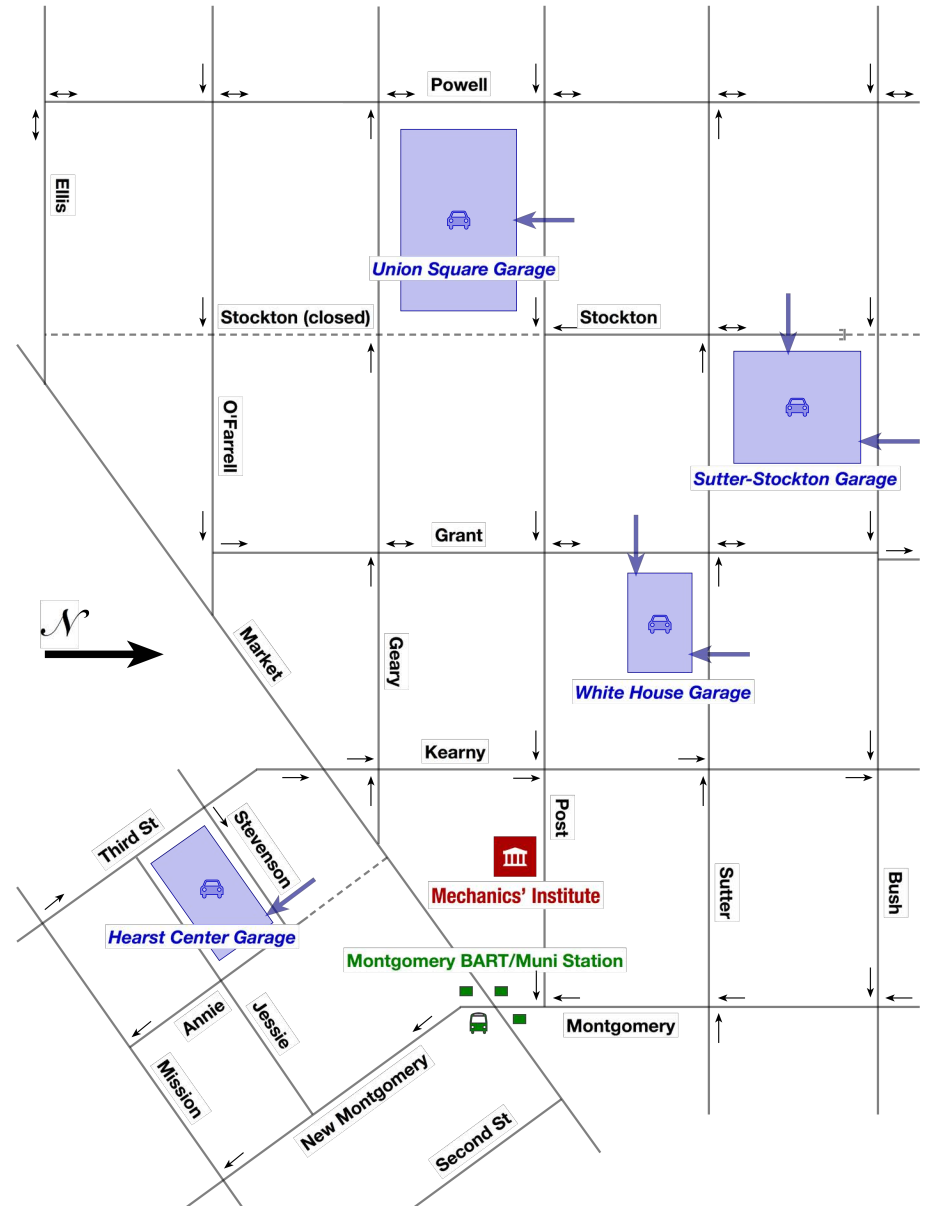 Powell
Ellis
Union Square Garage
Stockton (closed)
Stockton
O'Farrell
Sutter-Stockton Garage
Grant
N
Market
Geary
White House Garage
Kearny
Third St
Stevenson
Post
Mechanics’ Institute
Sutter
Bush
Hearst Center Garage
Montgomery BART/Muni Station
Annie
Jessie
Montgomery
Mission
New Montgomery
Second St